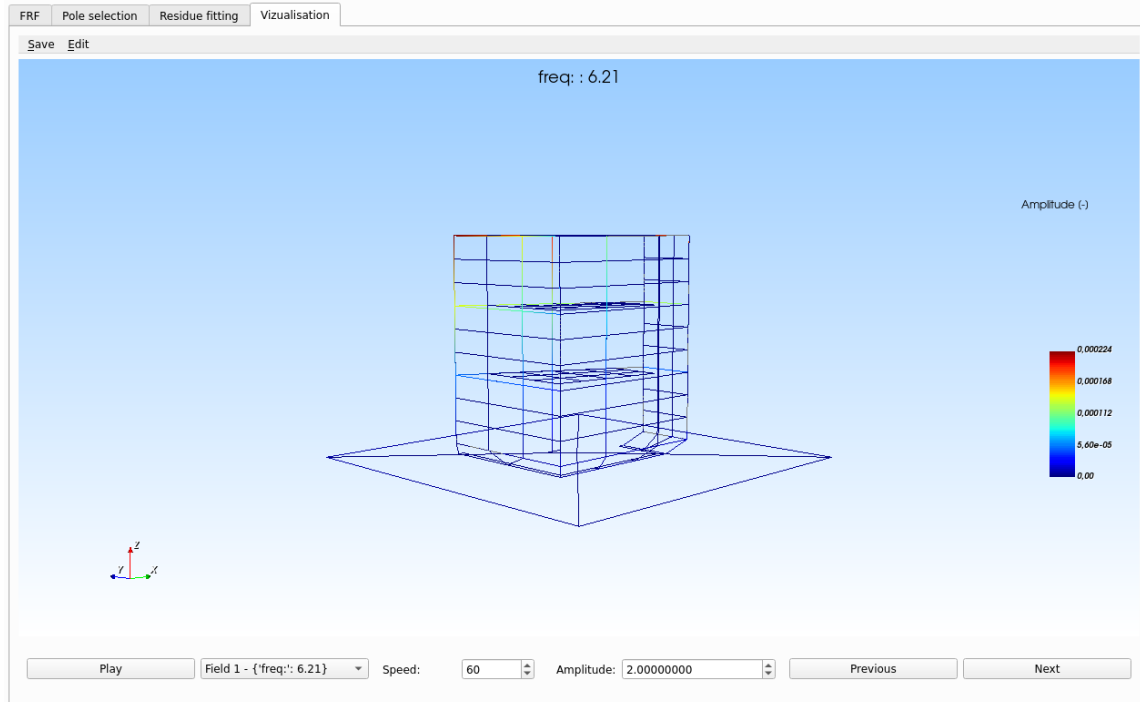 FRF Pole selection Residue fitting Vizualisation
Save Edit
freq: : 6.21
Amplitude (-)
0,000224
0,000168
0,000112
5,60e-05
0,00
Z
Y X
Play Field 1 - {'freq:': 6.21} Speed: 60 Amplitude: 2.00000000 Previous Next